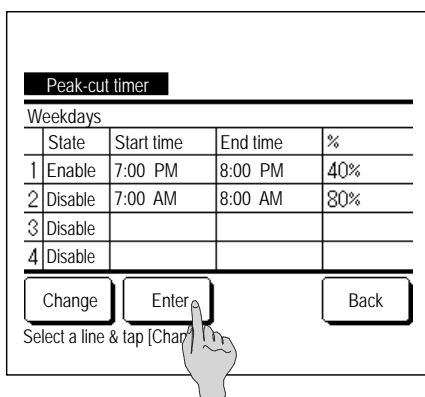 Peak-cut timer
Weekdays
State Start time End time %
1 Enable 7:00 PM 8:00 PM 40%
2 Disable 7:00 AM 8:00 AM 80%
3 Disable
4 Disable
Change Enter Back
Select a line & tap